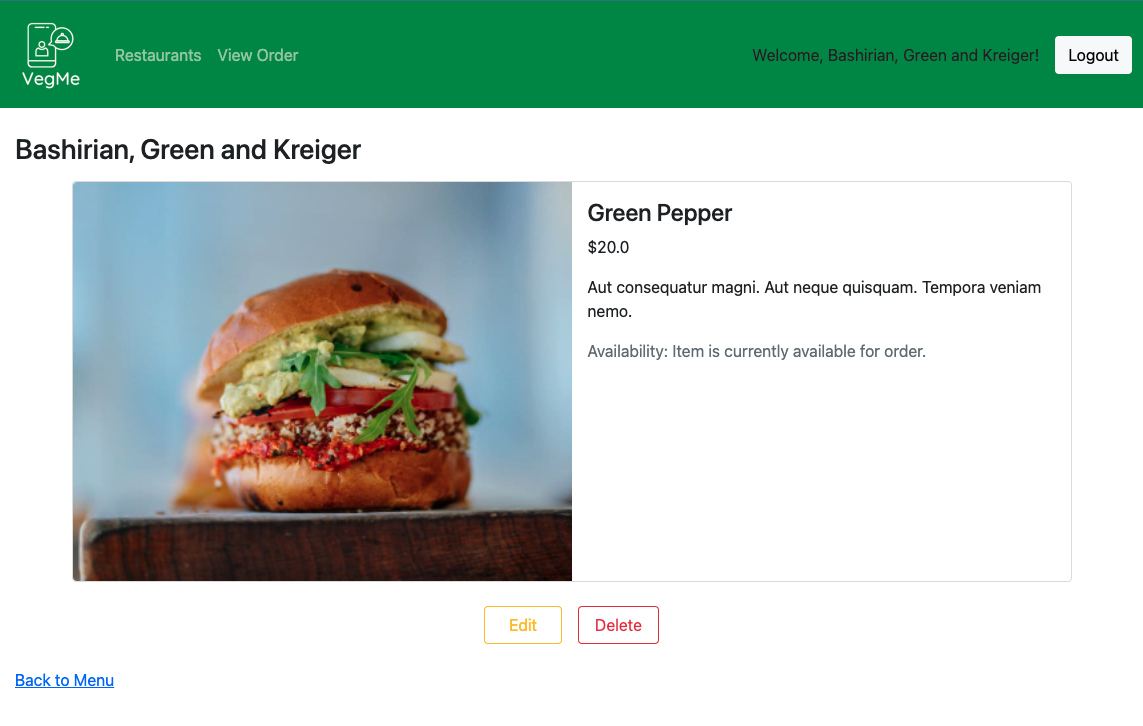 VegMe
Restaurants View Order
Welcome, Bashirian, Green and Kreiger!
Logout
Bashirian, Green and Kreiger
Green Pepper
$20.0
Aut consequatur magni. Aut neque quisquam. Tempora veniam
nemo.
Availability: Item is currently available for order.
Edit
Delete
Back to Menu